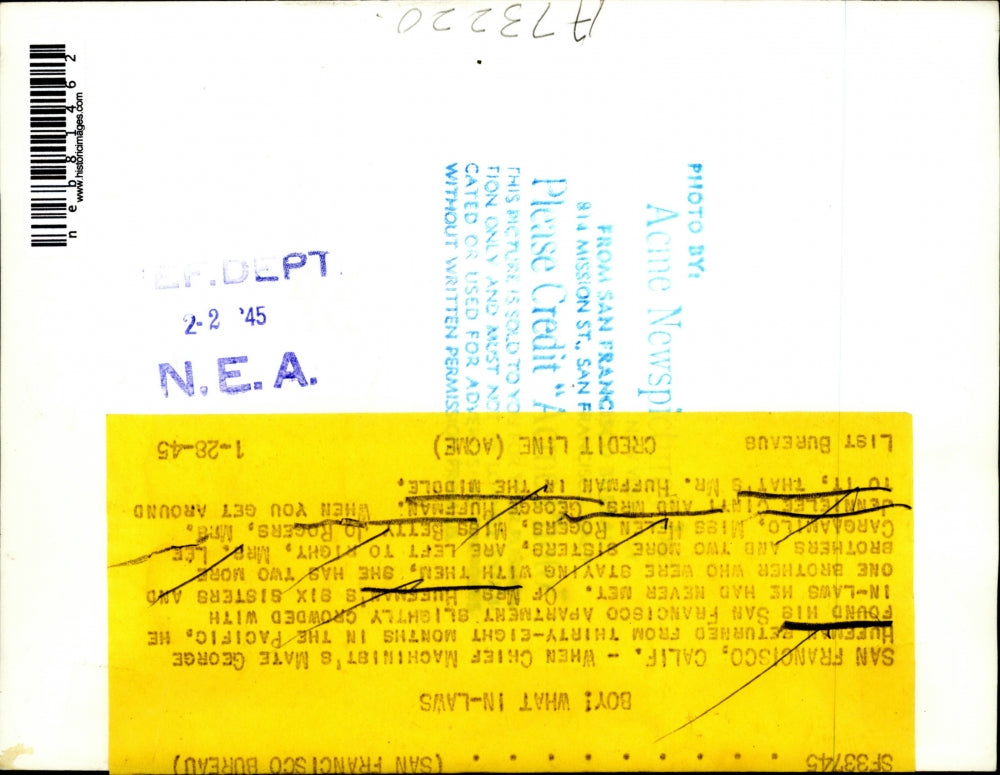 A73220
neb81462
www.historicimages.com
EF. DEPT
2-2 '45
N.E.A.
PHOTO BY:
Acme Newspi
FROM SAN FRANC
814 MISSION ST., SAN F
Please Credit "A
THIS PICTURE IS SOLD TO YO
TION ONLY AND MUST NO
CATED OR USED FOR ADV
WITHOUT WRITTEN PERMIS
SF33745 . . . . . . . . . (SAN FRANCISCO BUREAU)
BOY! WHAT IN-LAWS
SAN FRANCISCO, CALIF. - WHEN CHIEF MACHINIST'S MATE GEORGE
HUFFMAN RETURNED FROM THIRTY-EIGHT MONTHS IN THE PACIFIC, HE
FOUND HIS SAN FRANCISCO APARTMENT SLIGHTLY CROWDED WITH
IN-LAWS HE HAD NEVER MET. OF MRS. HUFFMAN'S SIX SISTERS AND
ONE BROTHER WHO WERE STAYING WITH THEM, SHE HAS TWO MORE
BROTHERS AND TWO MORE SISTERS, ARE LEFT TO RIGHT, MRS. LEE
CARGAMILO, MISS HELEN ROGERS, MISS BETTY JO ROGERS, MRS.
AND MRS. GEORGE HUFFMAN. WHEN YOU GET AROUND
TO IT, THAT'S MR. HUFFMAN IN THE MIDDLE.
LIST BUREAUS CREDIT LINE (ACME) 1-28-45